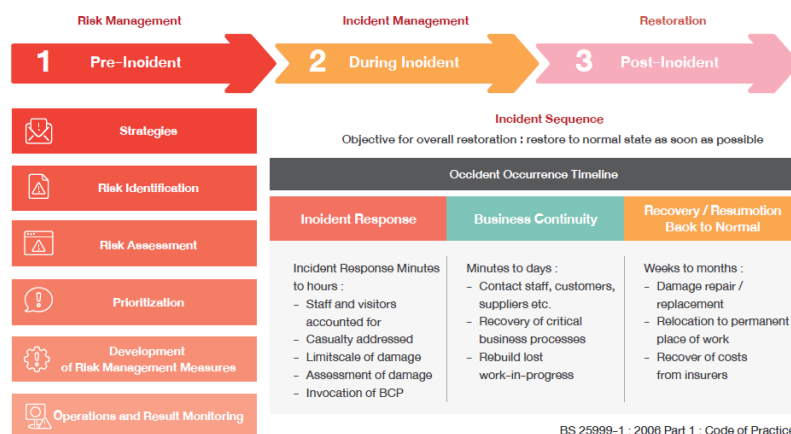 Risk Management
Incident Management
Restoration
1 Pre-Incident
2 During Incident
3 Post-Incident
Strategies
Risk Identification
Risk Assessment
Prioritization
Development
of Risk Management Measures
Operations and Result Monitoring
Incident Sequence
Objective for overall restoration : restore to normal state as soon as possible
Occident Occurrence Timeline
Incident Response
Incident Response Minutes
to hours :
- Staff and visitors
accounted for
- Casualty addressed
- Limitscale of damage
- Assessment of damage
- Invocation of BCP
Business Continuity
Minutes to days :
- Contact staff, customers,
suppliers etc.
- Recovery of critical
business processes
- Rebuild lost
work-in-progress
Recovery / Resumption
Back to Normal
Weeks to months :
- Damage repair /
replacement
- Relocation to permanent
place of work
- Recover of costs
from insurers
BS 25999-1 : 2006 Part 1 : Code of Practice